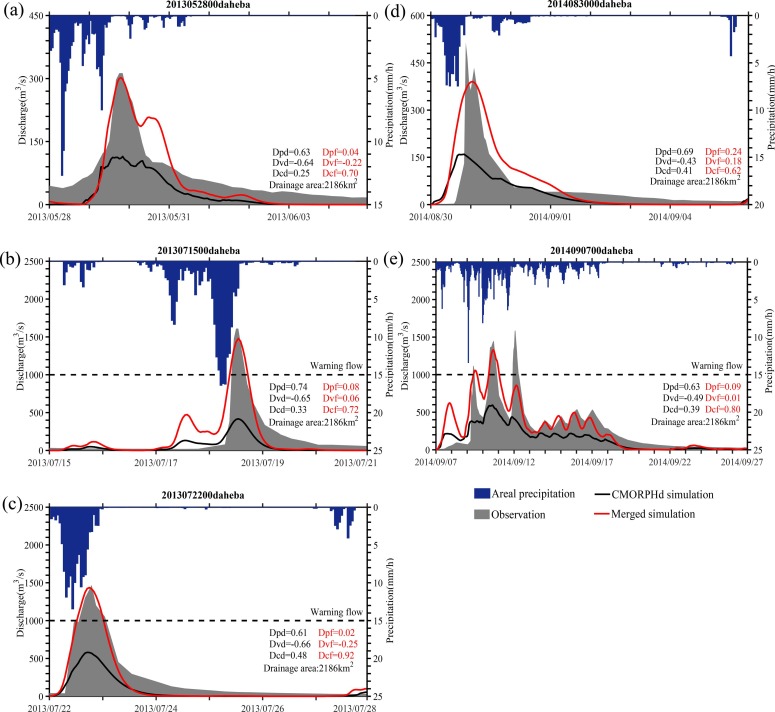 (a)
2013052800daheba
450
300
150
0
Discharge(m³/s)
0
5
10
15
Precipitation(mm/h)
Dpd=0.63 Dpf=0.04
Dvd=-0.64 Dvf=-0.22
Dcd=0.25 Dcf=0.70
Drainage area:2186km²
2013/05/28 2013/05/31 2013/06/03
(d)
2014083000daheba
600
450
300
150
0
Discharge(m³/s)
0
5
10
15
20
Precipitation(mm/h)
Dpd=0.69 Dpf=0.24
Dvd=-0.43 Dvf=0.18
Dcd=0.41 Dcf=0.62
Drainage area:2186km²
2014/08/30 2014/09/01 2014/09/04
(b)
2013071500daheba
2500
2000
1500
1000
500
0
Discharge(m³/s)
0
5
10
15
20
25
Precipitation(mm/h)
Warning flow
Dpd=0.74 Dpf=0.08
Dvd=-0.65 Dvf=0.06
Dcd=0.33 Dcf=0.72
Drainage area:2186km²
2013/07/15 2013/07/17 2013/07/19 2013/07/21
(e)
2014090700daheba
2500
2000
1500
1000
500
0
Discharge(m³/s)
0
5
10
15
20
25
Precipitation(mm/h)
Warning flow
Dpd=0.63 Dpf=0.09
Dvd=-0.49 Dvf=0.01
Dcd=0.39 Dcf=0.80
Drainage area:2186km²
2014/09/07 2014/09/12 2014/09/17 2014/09/22 2014/09/27
(c)
2013072200daheba
2500
2000
1500
1000
500
0
Discharge(m³/s)
0
5
10
15
20
25
Precipitation(mm/h)
Warning flow
Dpd=0.61 Dpf=0.02
Dvd=-0.66 Dvf=-0.25
Dcd=0.48 Dcf=0.92
Drainage area:2186km²
2013/07/22 2013/07/24 2013/07/26 2013/07/28
Areal precipitation CMORPHd simulation
Observation Merged simulation